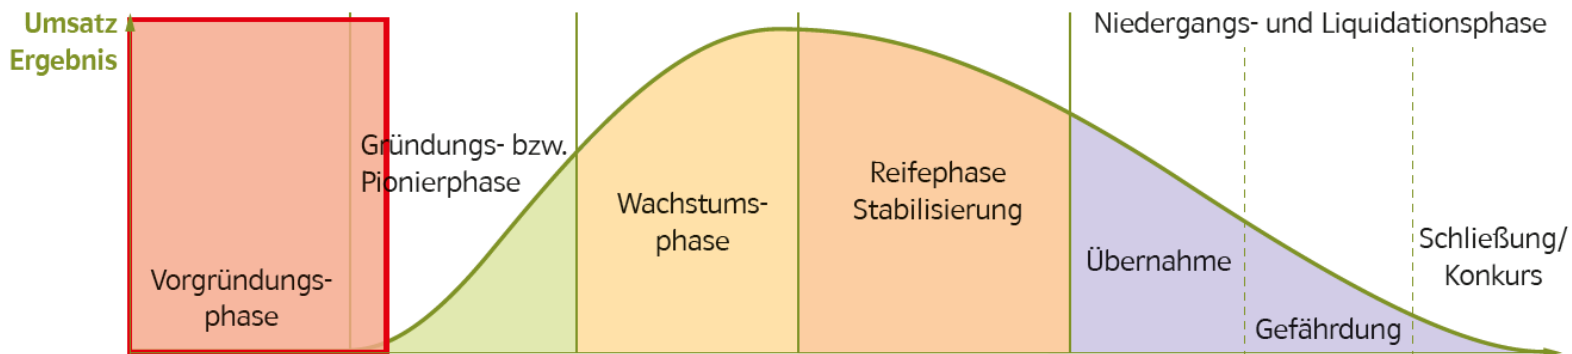 Umsatz
Ergebnis
Vorgründungs-
phase
Gründungs- bzw.
Pionierphase
Wachstums-
phase
Reifephase
Stabilisierung
Niedergangs- und Liquidationsphase
Übernahme
Gefährdung
Schließung/
Konkurs